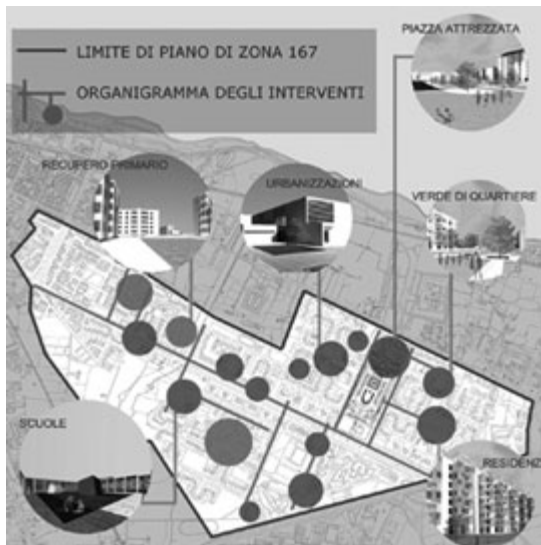 PIAZZA ATTREZZATA
LIMITE DI PIANO DI ZONA 167
ORGANIGRAMMA DEGLI INTERVENTI
RECUPERO PRIMARIO
URBANIZZAZIONI
VERDE DI QUARTIERE
SCUOLE
RESIDENZ